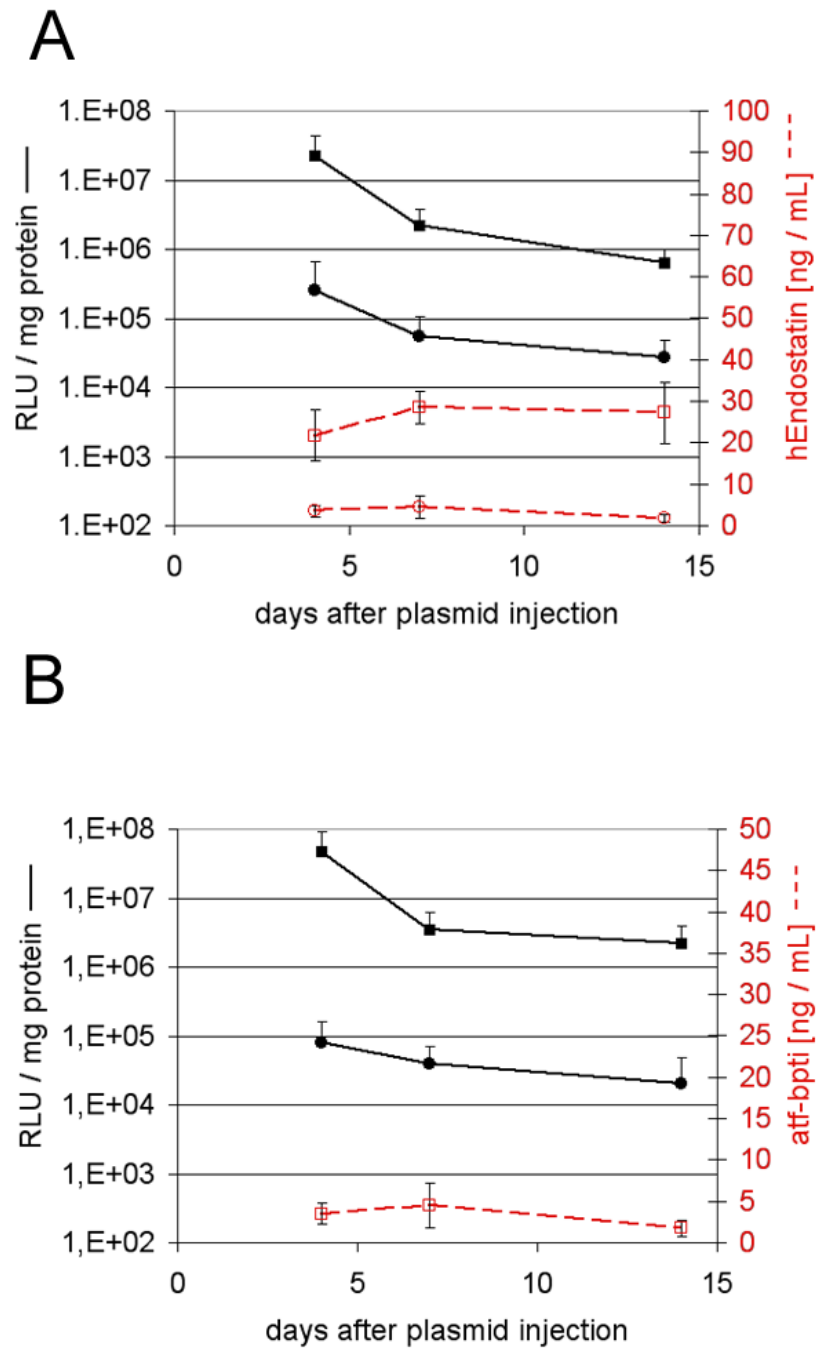 A
1.E+08
1.E+07
1.E+06
1.E+05
1.E+04
1.E+03
1.E+02
RLU / mg protein
100
90
80
70
60
50
40
30
20
10
0
hEndostatin [ng / mL]
0 5 10 15
days after plasmid injection
B
1,E+08
1,E+07
1,E+06
1,E+05
1,E+04
1,E+03
1,E+02
RLU / mg protein
50
45
40
35
30
25
20
15
10
5
0
atf-bpti [ng / mL]
0 5 10 15
days after plasmid injection